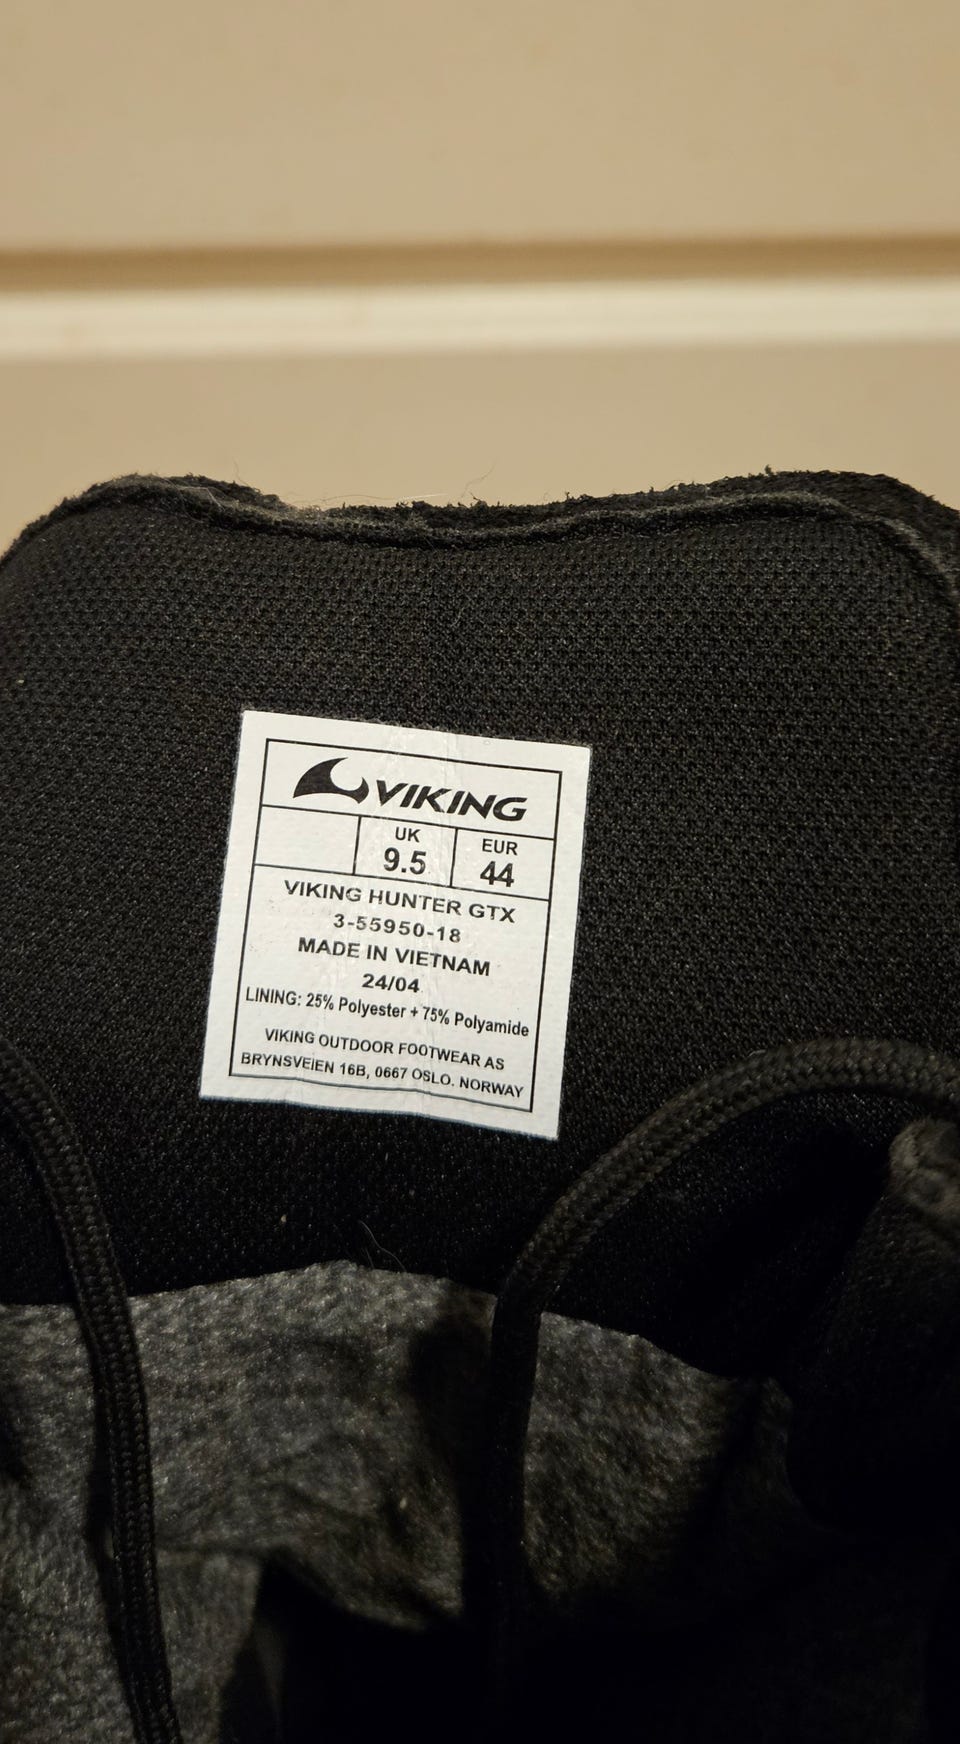 VIKING
UK EUR
9.5 44
VIKING HUNTER GTX
3-55950-18
MADE IN VIETNAM
24/04
LINING: 25% Polyester + 75% Polyamide
VIKING OUTDOOR FOOTWEAR AS
BRYNSVEIEN 16B, 0667 OSLO. NORWAY